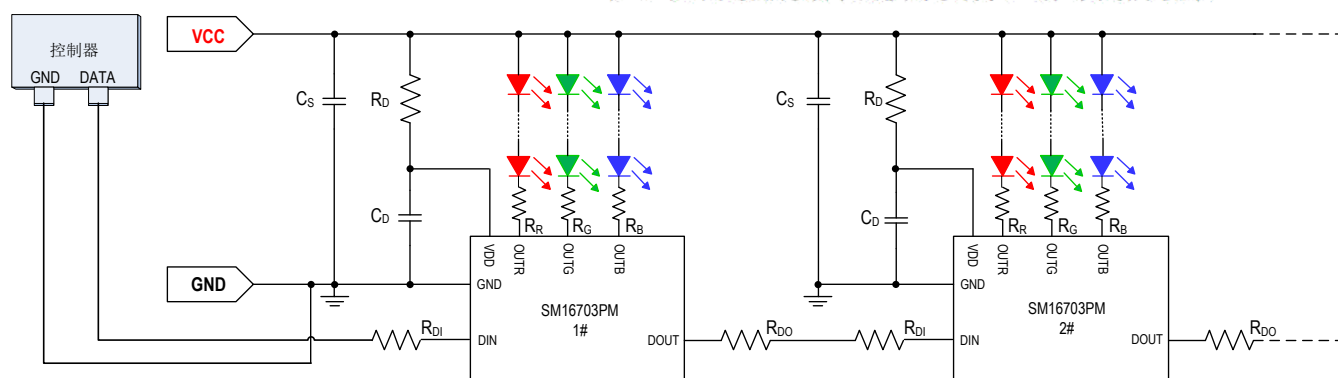 控制器
GND DATA
VCC
GND
CS
RD
CD
RR
RG
RB
VDD
OUTR
OUTG
OUTB
GND
SM16703PM
1#
DIN
DOUT
RDI
RDO
RDI
CS
RD
CD
RR
RG
RB
VDD
OUTR
OUTG
OUTB
GND
SM16703PM
2#
DIN
DOUT
RDO